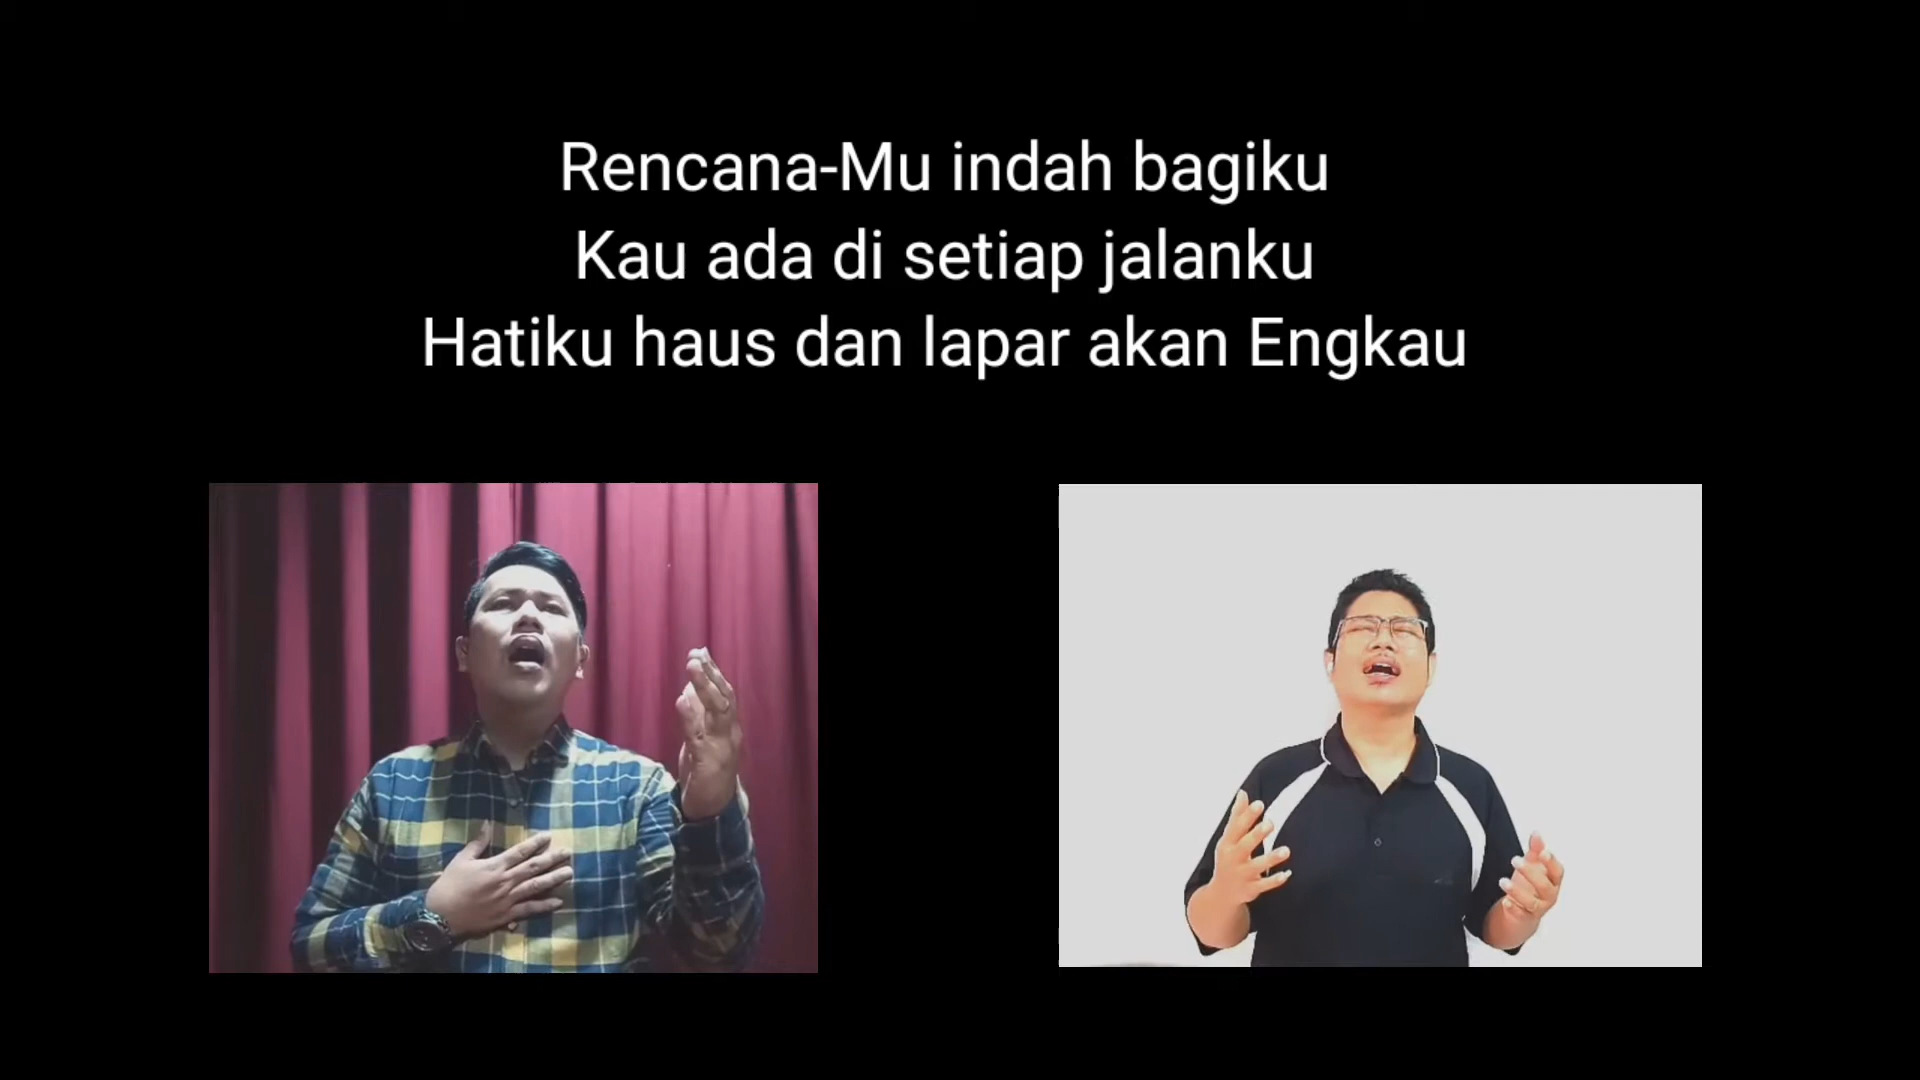 Rencana-Mu indah bagiku
Kau ada di setiap jalanku
Hatiku haus dan lapar akan Engkau